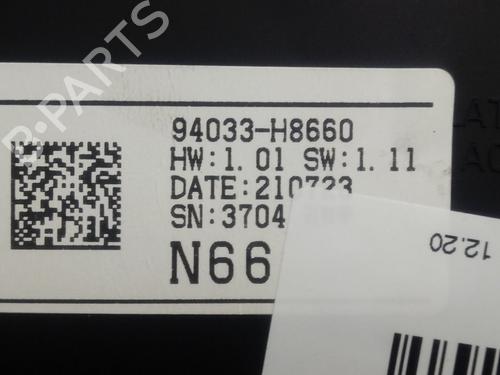 B-PARTS
94033-H8660
HW:1.01 SW:1.11
DATE:210723
SN:3704
N66
12.20